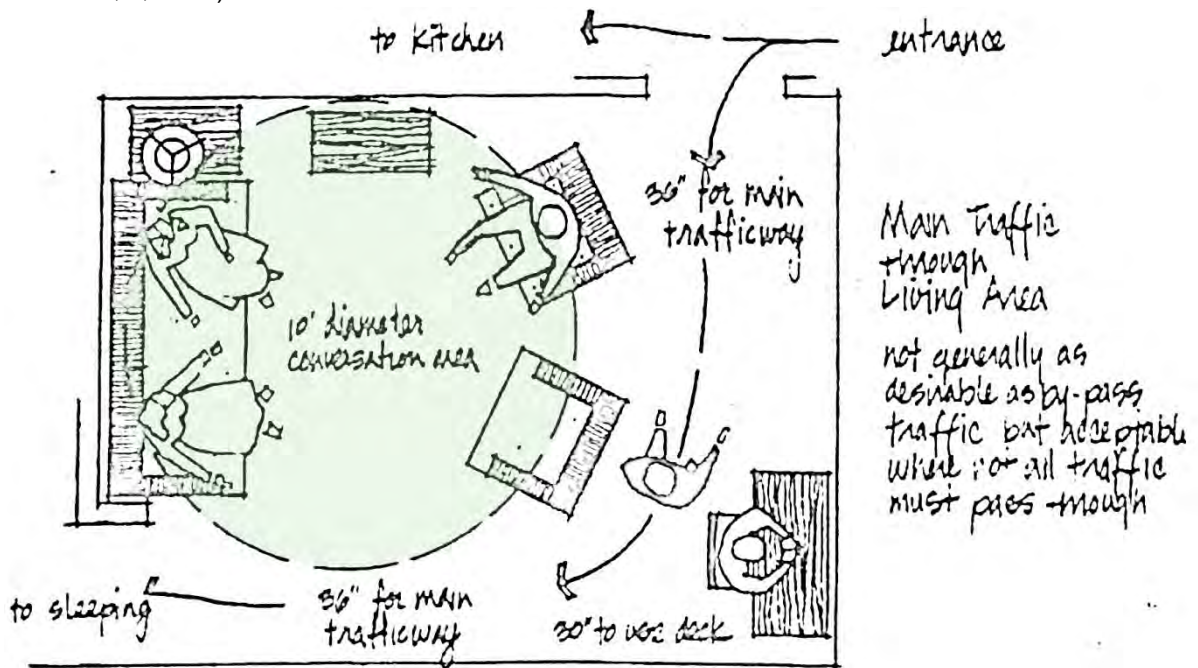 to kitchen
entrance
36" for main
trafficway
Main Traffic
through
Living Area
not generally as
desirable as by-pass
traffic but acceptable
where not all traffic
must pass through
10' diameter
conversation area
to sleeping
36" for main
trafficway
30" to use desk